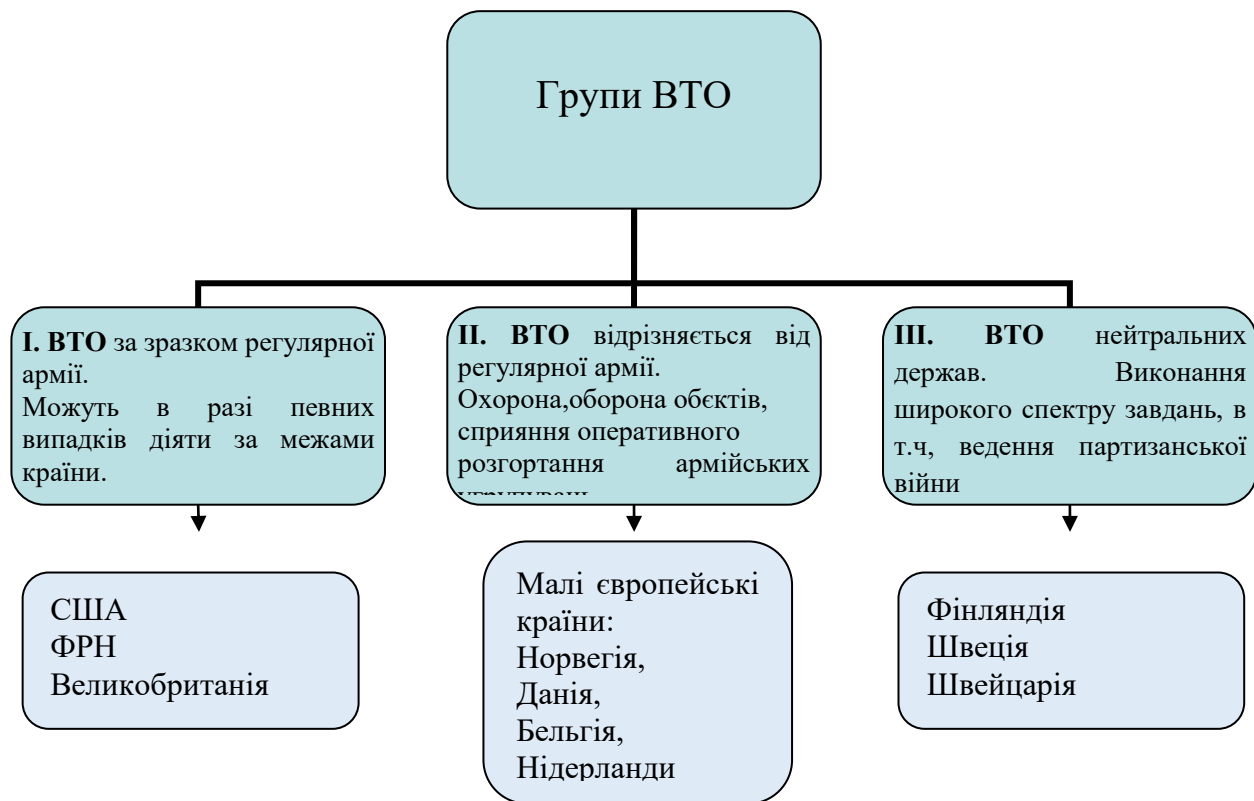 Групи ВТО
І. ВТО за зразком регулярної
армії.
Можуть в разі певних
випадків діяти за межами
країни.
ІІ. ВТО відрізняється від
регулярної армії.
Охорона,оборона обєктів,
сприяння оперативного
розгортання армійських
ІІІ. ВТО нейтральних
держав. Виконання
широкого спектру завдань, в
т.ч, ведення партизанської
війни
США
ФРН
Великобританія
Малі європейські
країни:
Норвегія,
Данія,
Бельгія,
Нідерланди
Фінляндія
Швеція
Швейцарія